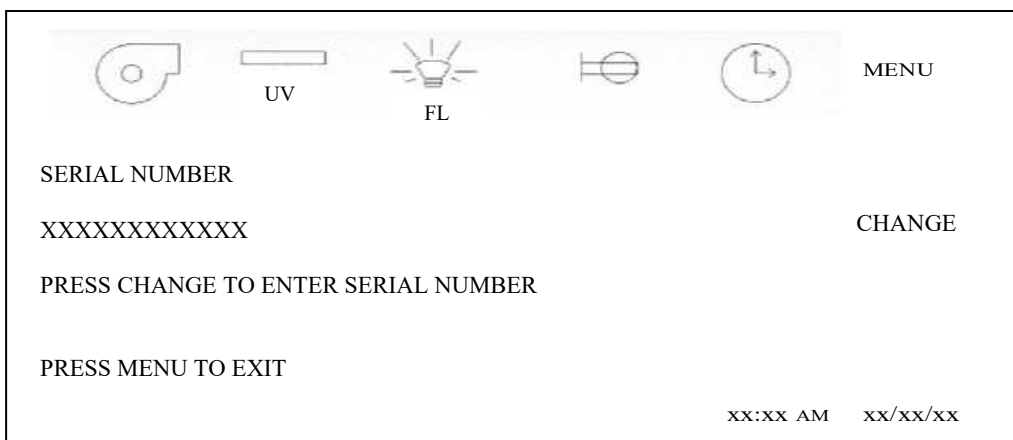 MENU
UV
FL
SERIAL NUMBER
XXXXXXXXXXXX
CHANGE
PRESS CHANGE TO ENTER SERIAL NUMBER
PRESS MENU TO EXIT
xx:xx AM xx/xx/xx